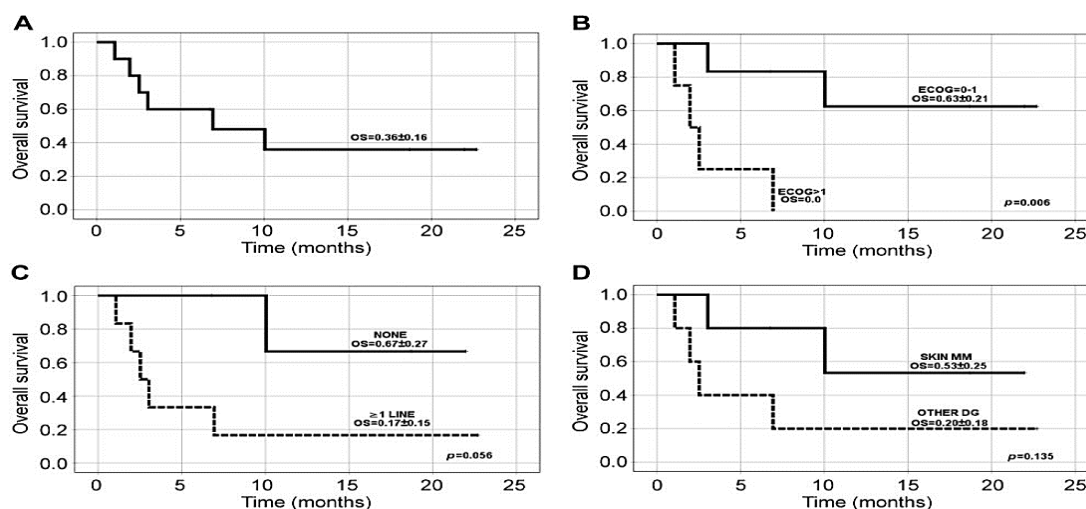 A
Overall survival
1.0
0.8
0.6
0.4
0.2
0.0
OS=0.36±0.16
0 5 10 15 20 25
Time (months)
B
Overall survival
1.0
0.8
0.6
0.4
0.2
0.0
ECOG=0-1
OS=0.63±0.21
ECOG>1
OS=0.0
p=0.006
0 5 10 15 20 25
Time (months)
C
Overall survival
1.0
0.8
0.6
0.4
0.2
0.0
NONE
OS=0.67±0.27
≥1 LINE
OS=0.17±0.15
p=0.056
0 5 10 15 20 25
Time (months)
D
Overall survival
1.0
0.8
0.6
0.4
0.2
0.0
SKIN MM
OS=0.53±0.25
OTHER DG
OS=0.20±0.18
p=0.135
0 5 10 15 20 25
Time (months)